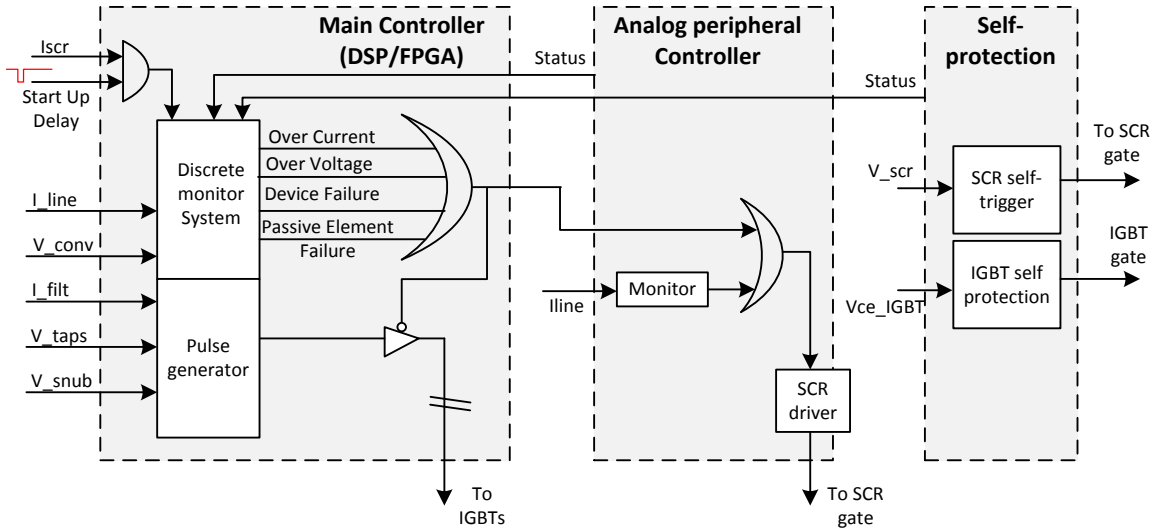 Main Controller
(DSP/FPGA)
Analog peripheral
Controller
Self-
protection
Iscr
Start Up
Delay
Status
Status
Discrete
monitor
System
Over Current
Over Voltage
Device Failure
Passive Element
Failure
I_line
V_conv
I_filt
V_taps
V_snub
Pulse
generator
To
IGBTs
Iline
Monitor
SCR
driver
To SCR
gate
V_scr
SCR self-
trigger
To SCR
gate
Vce_IGBT
IGBT self
protection
IGBT
gate